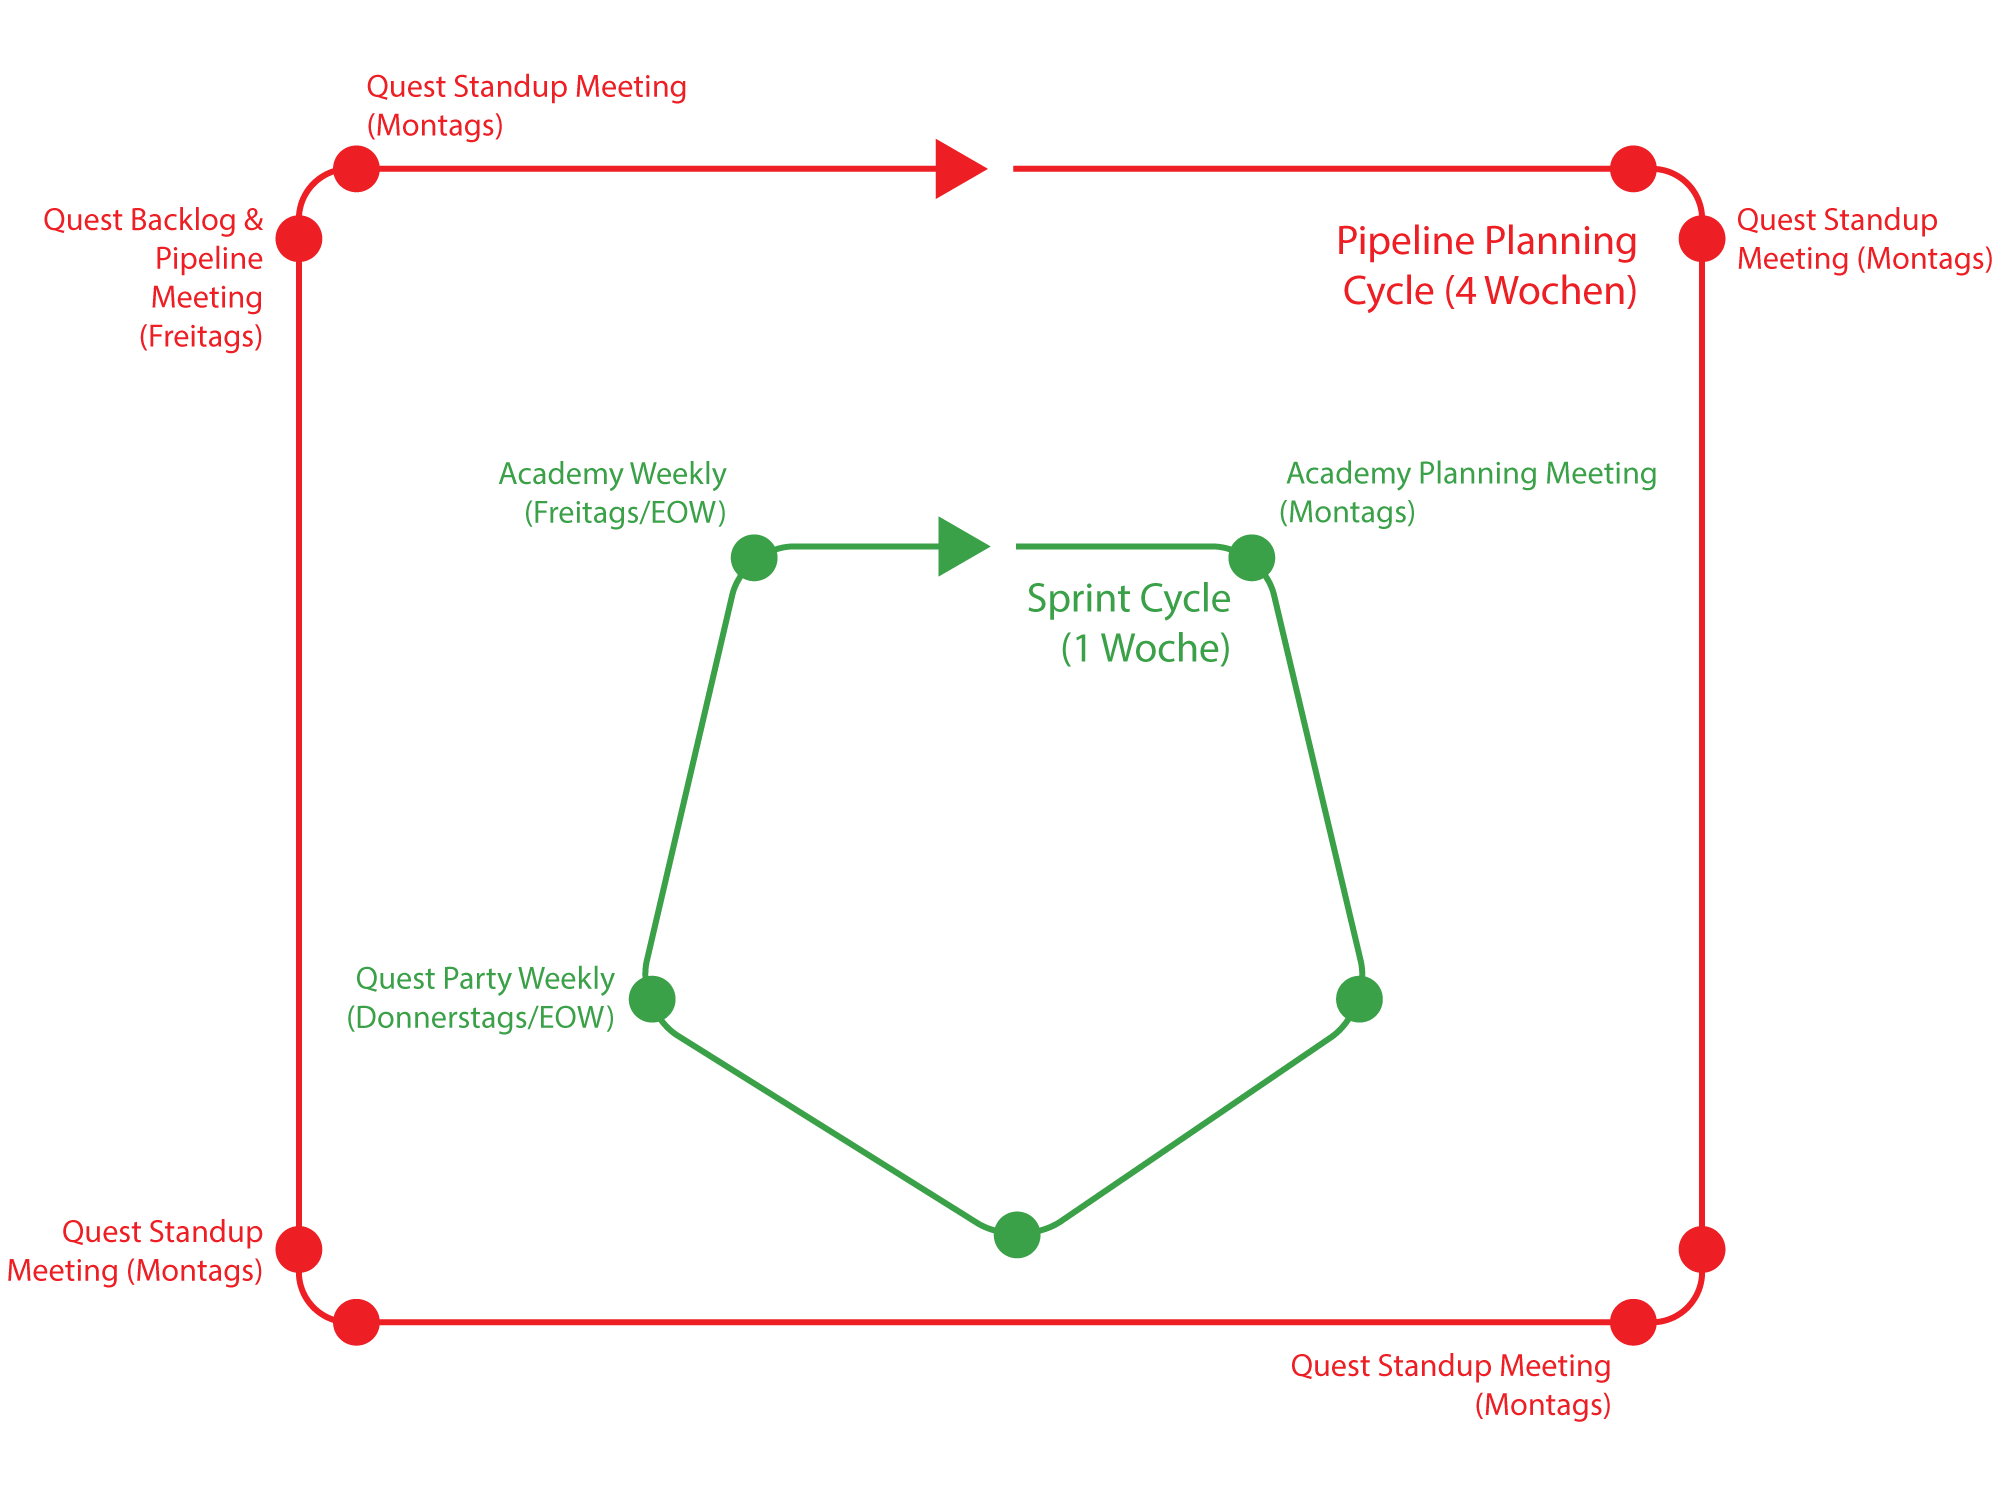 Quest Standup Meeting
(Montags)
Quest Backlog &
Pipeline
Meeting
(Freitags)
Pipeline Planning
Cycle (4 Wochen)
Quest Standup
Meeting (Montags)
Academy Weekly
(Freitags/EOW)
Academy Planning Meeting
(Montags)
Sprint Cycle
(1 Woche)
Quest Party Weekly
(Donnerstags/EOW)
Quest Standup
Meeting (Montags)
Quest Standup Meeting
(Montags)